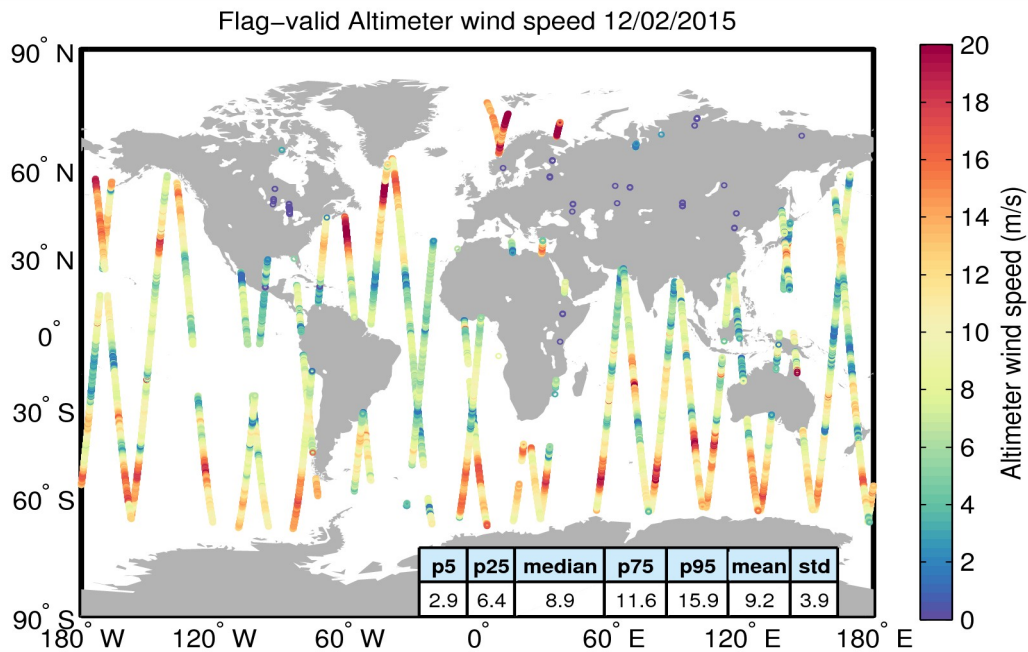 Flag−valid Altimeter wind speed 12/02/2015
90° N
60° N
30° N
0°
30° S
60° S
90° S
180° W
120° W
60° W
0°
60° E
120° E
180° E
p5 p25 median p75 p95 mean std
2.9 6.4 8.9 11.6 15.9 9.2 3.9
20
18
16
14
12
10
8
6
4
2
0
Altimeter wind speed (m/s)